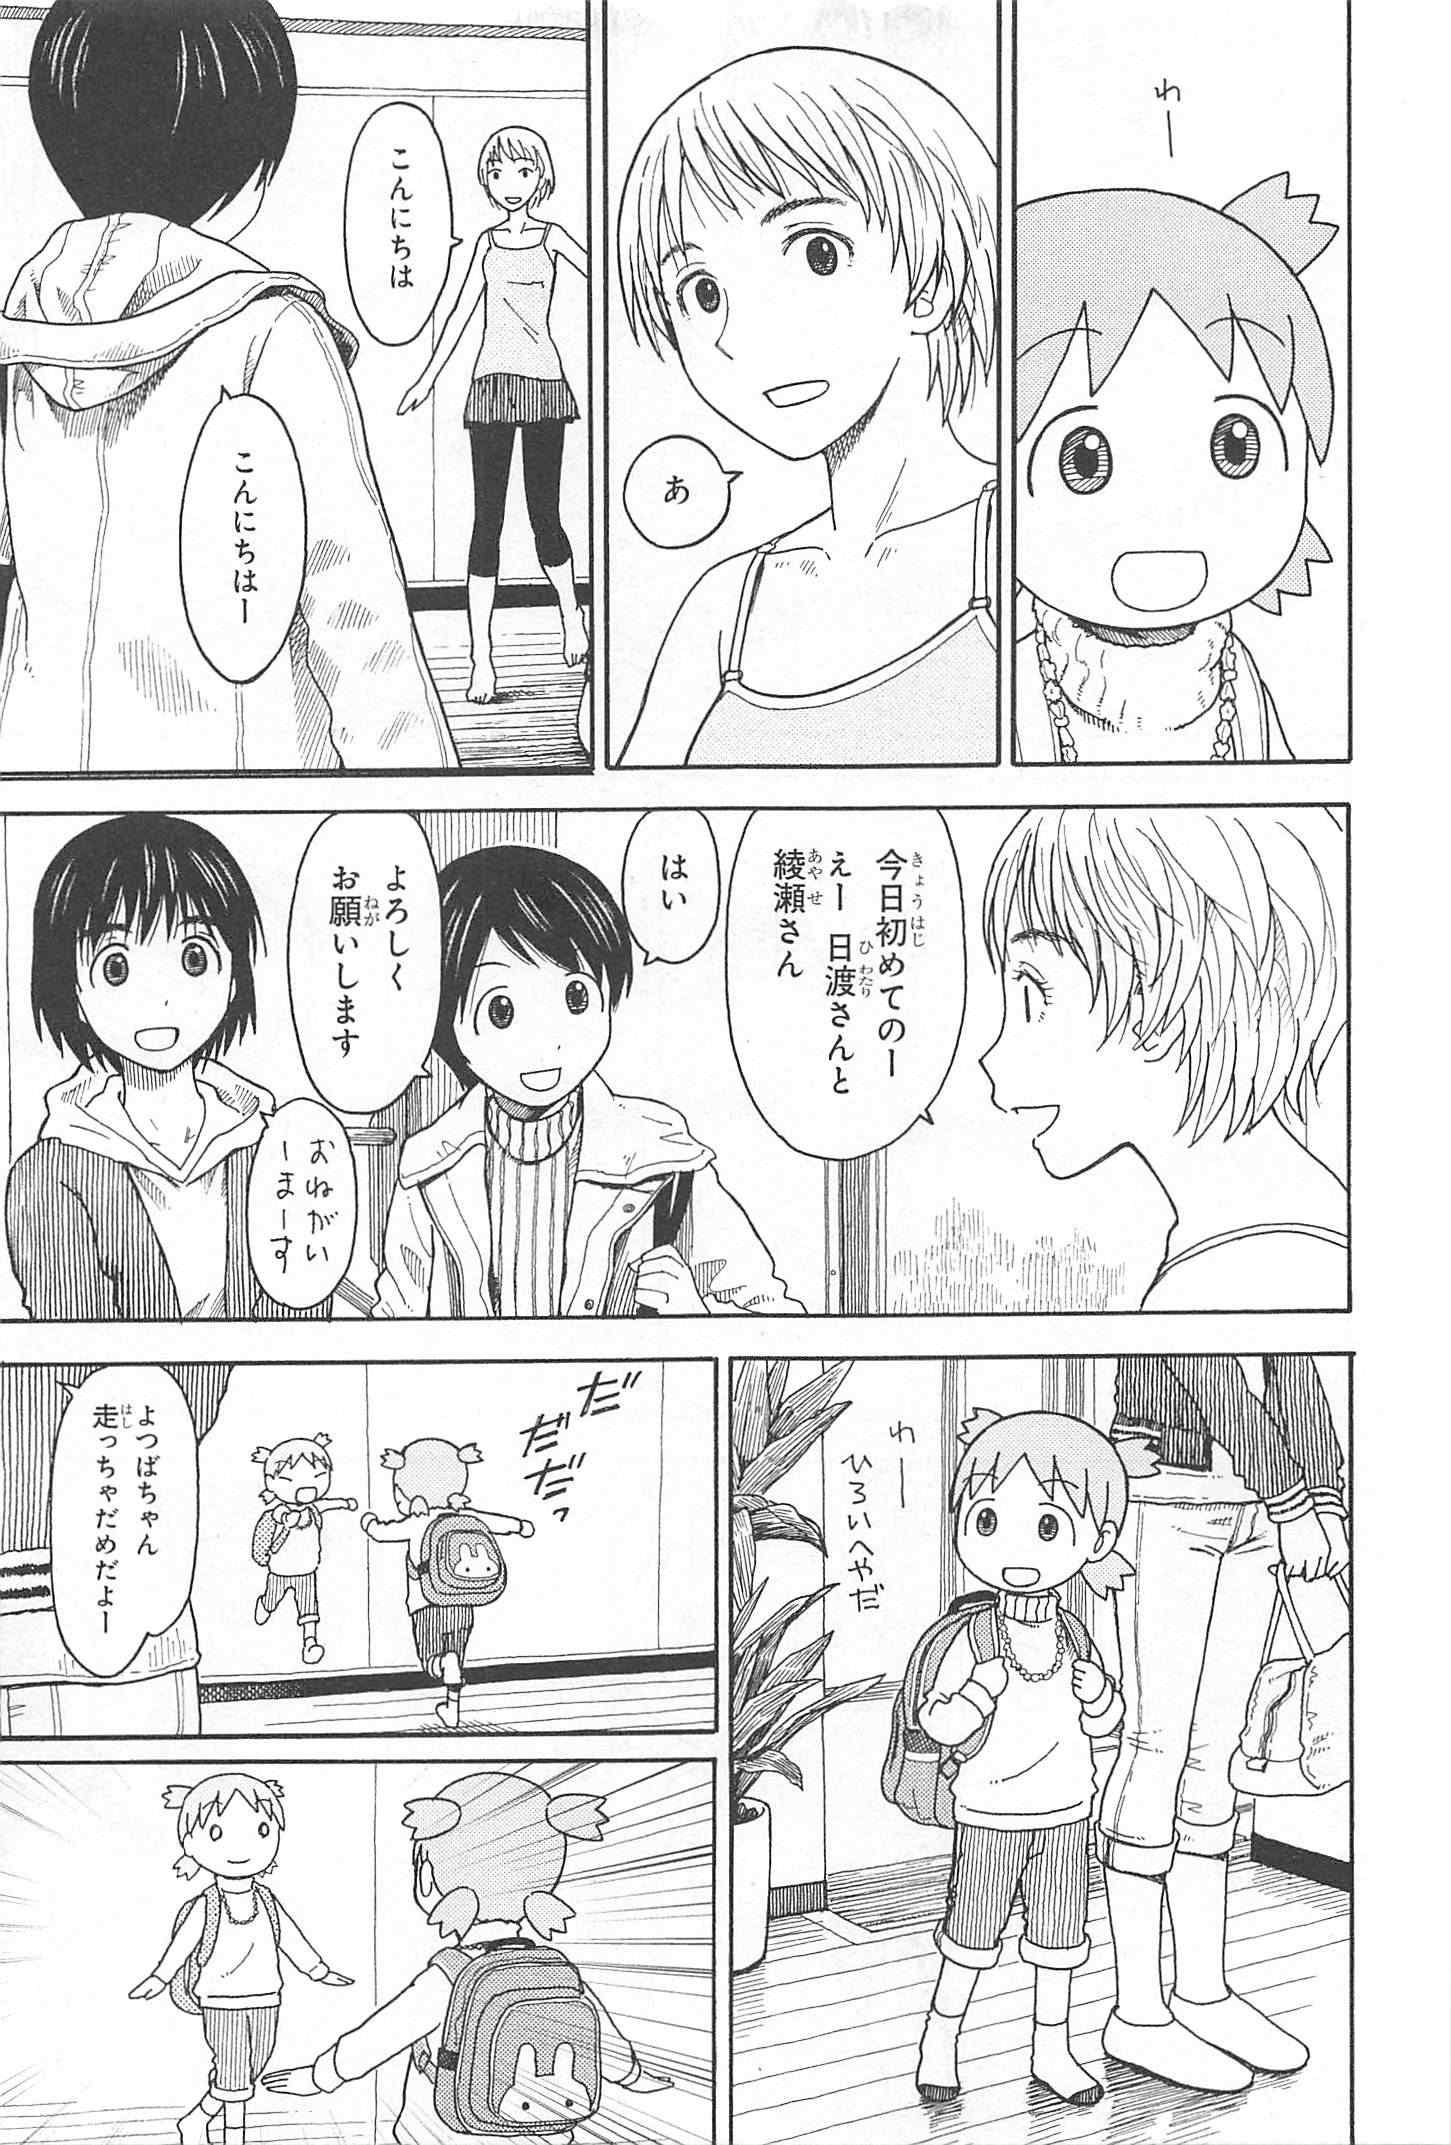 わー
あ
こんにちは
こんにちはー
今日初めてのー
えー 日渡さんと
綾瀬さん
はい
よろしく
お願いします
おねがい
ーまーす
わー
ひろいへやだ
だだだっ
よつばちゃん
走っちゃだめだよー